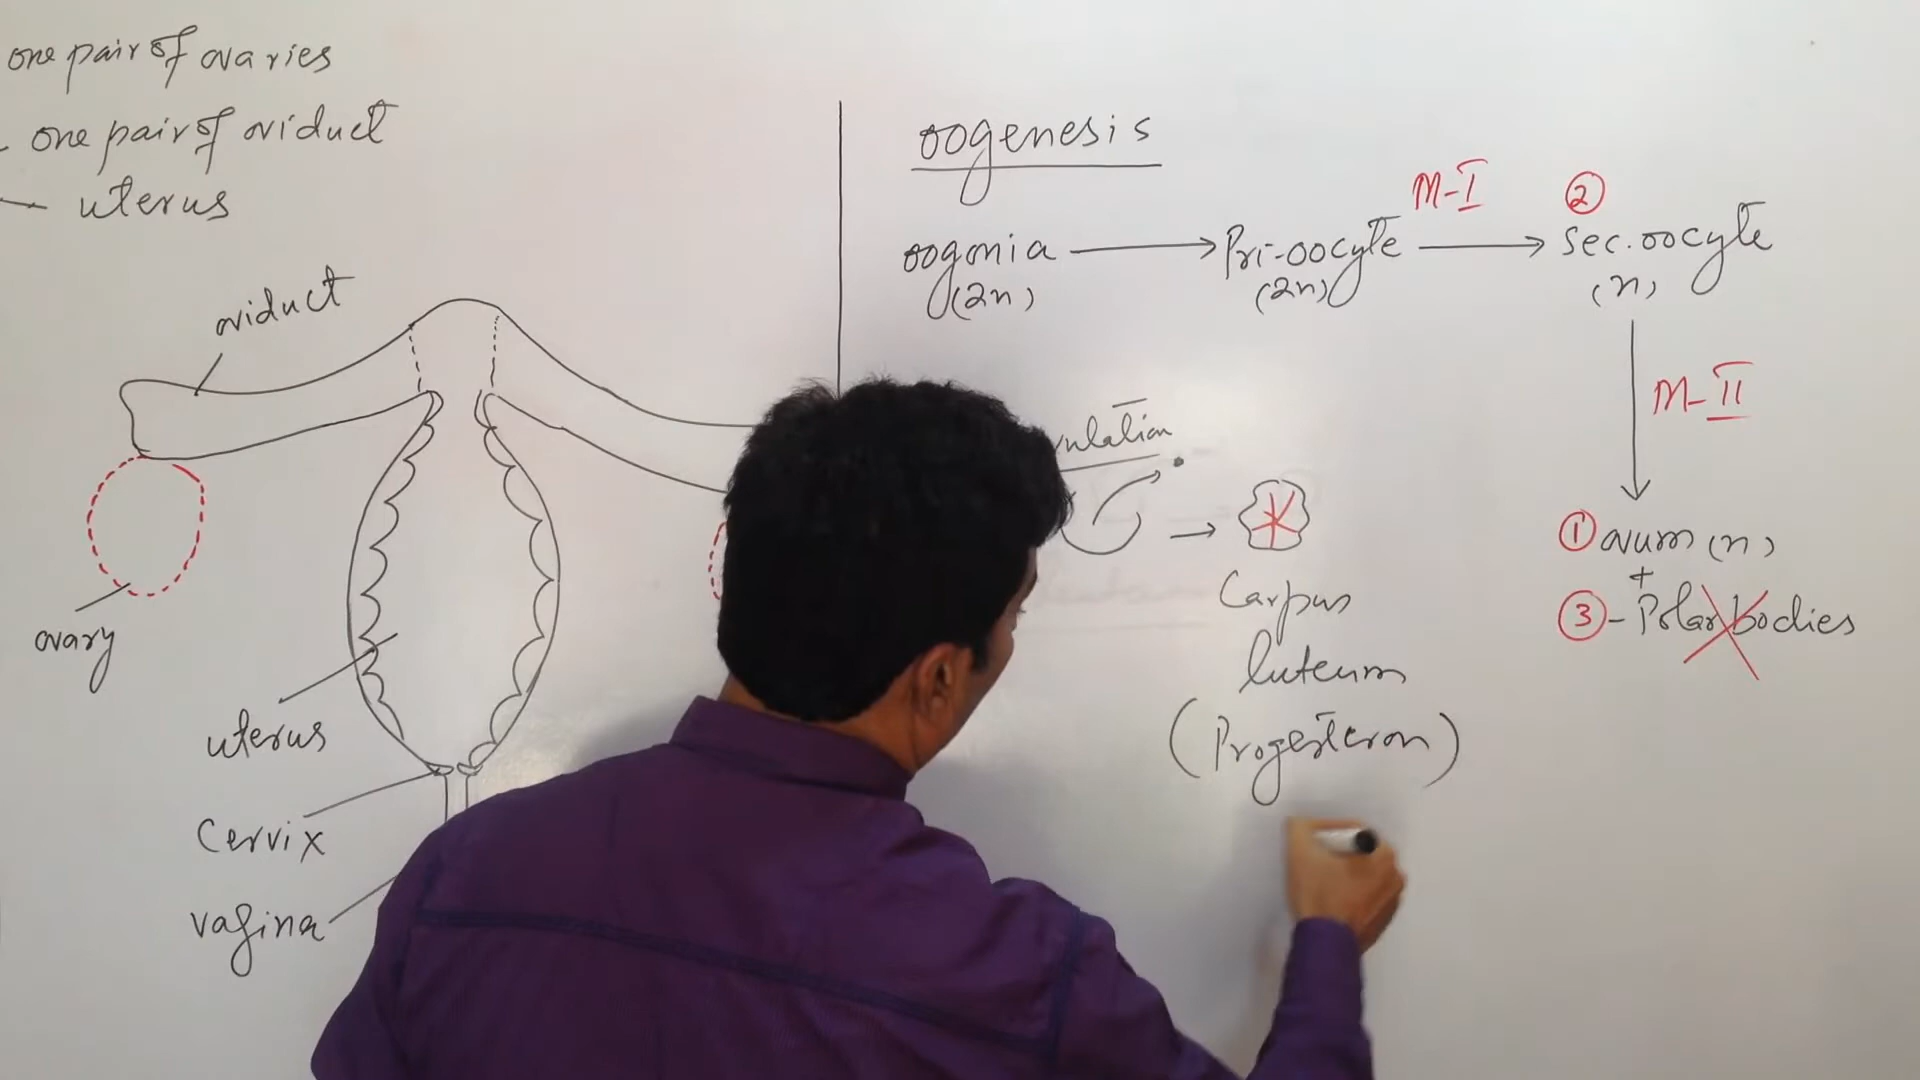 one pair of ovaries
- one pair of oviduct
— uterus
oviduct
ovary
uterus
Cervix
vagina
oogenesis
oogonia
(2n)
Pri-oocyte
(2n)
M-I
2
Sec. oocyte
(n)
M-II
1 ovum (n)
+
3 - Polar bodies
Carpus
luteum
(Progesteron)